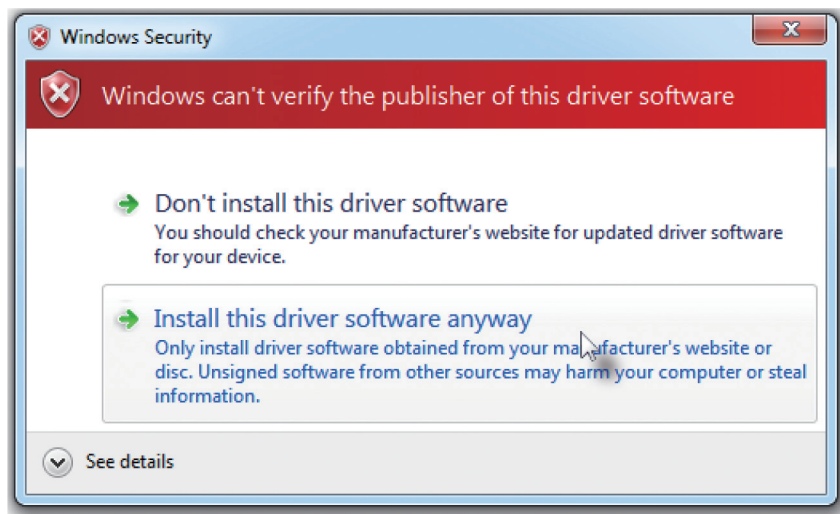 Windows Security
Windows can't verify the publisher of this driver software
Don't install this driver software
You should check your manufacturer's website for updated driver software
for your device.
Install this driver software anyway
Only install driver software obtained from your manufacturer's website or
disc. Unsigned software from other sources may harm your computer or steal
information.
See details